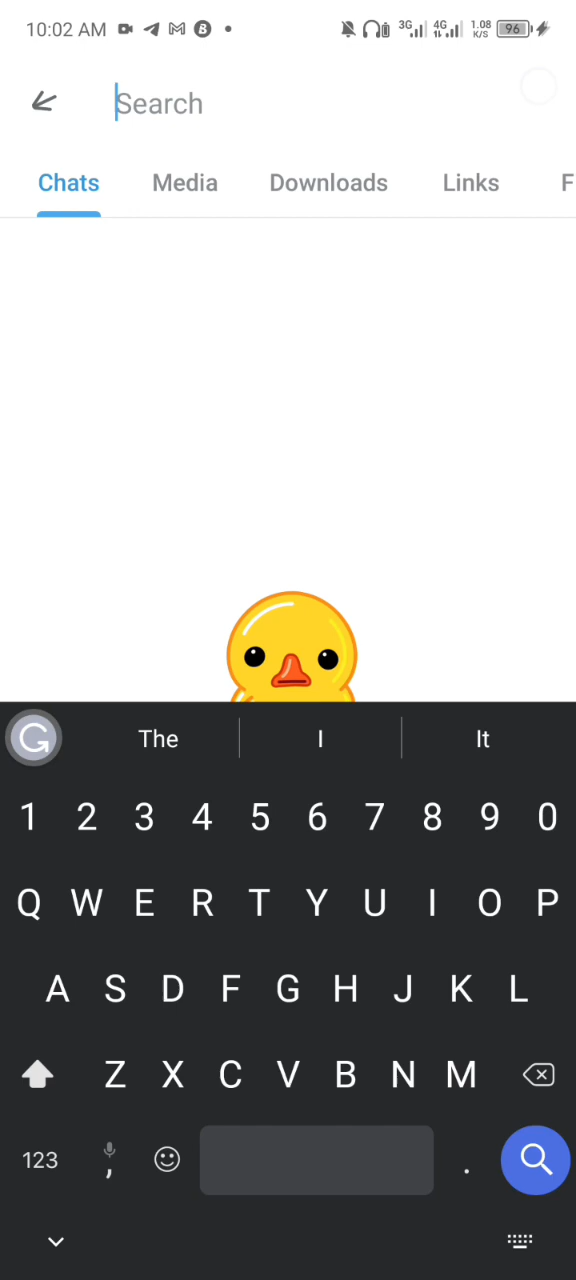 10:02 AM 3G 4G 1.08 K/S 96
Search
Chats Media Downloads Links F
The I It
1 2 3 4 5 6 7 8 9 0
Q W E R T Y U I O P
A S D F G H J K L
Z X C V B N M
123 , .